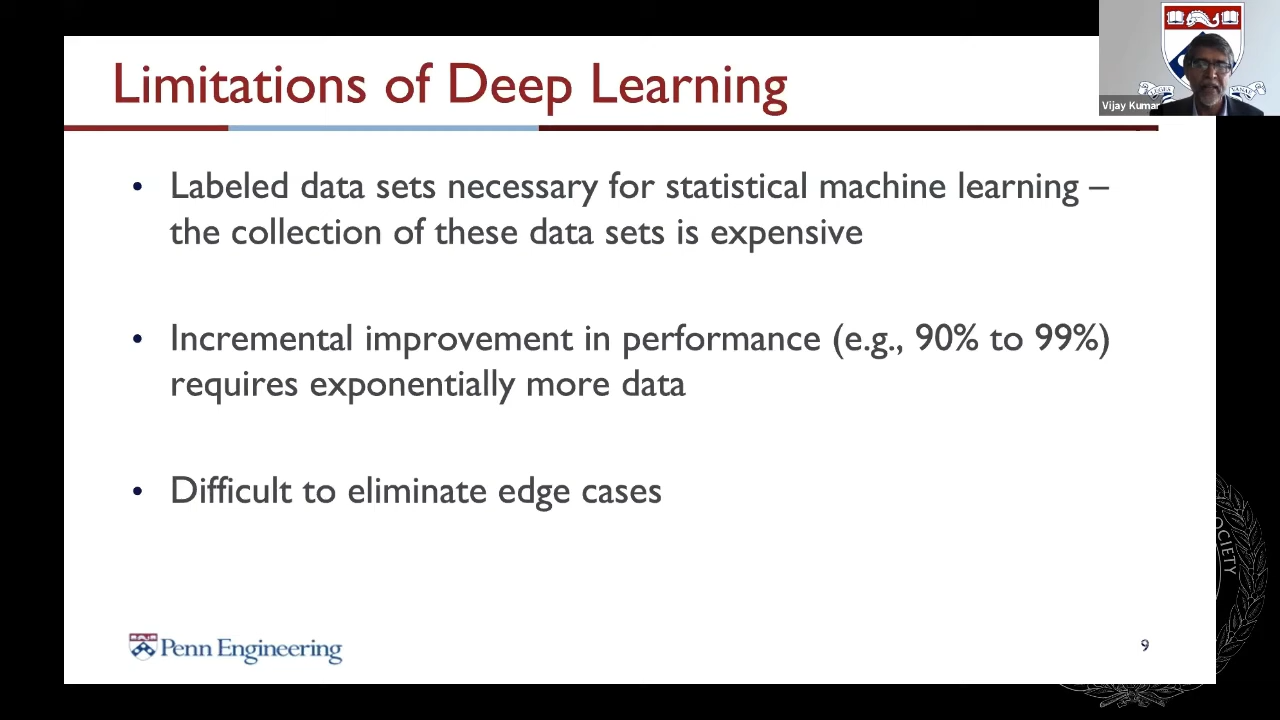 Limitations of Deep Learning
Vijay Kumar
• Labeled data sets necessary for statistical machine learning –
the collection of these data sets is expensive
• Incremental improvement in performance (e.g., 90% to 99%)
requires exponentially more data
• Difficult to eliminate edge cases
SOCIETY
Penn Engineering
9